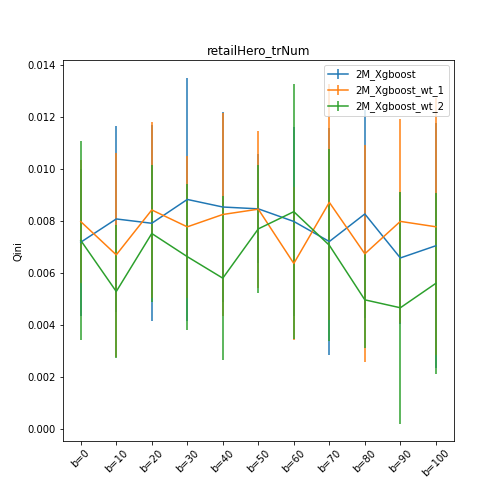 retailHero_trNum
2M_Xgboost
2M_Xgboost_wt_1
2M_Xgboost_wt_2
Qini
0.014
0.012
0.010
0.008
0.006
0.004
0.002
0.000
b=0
b=10
b=20
b=30
b=40
b=50
b=60
b=70
b=80
b=90
b=100